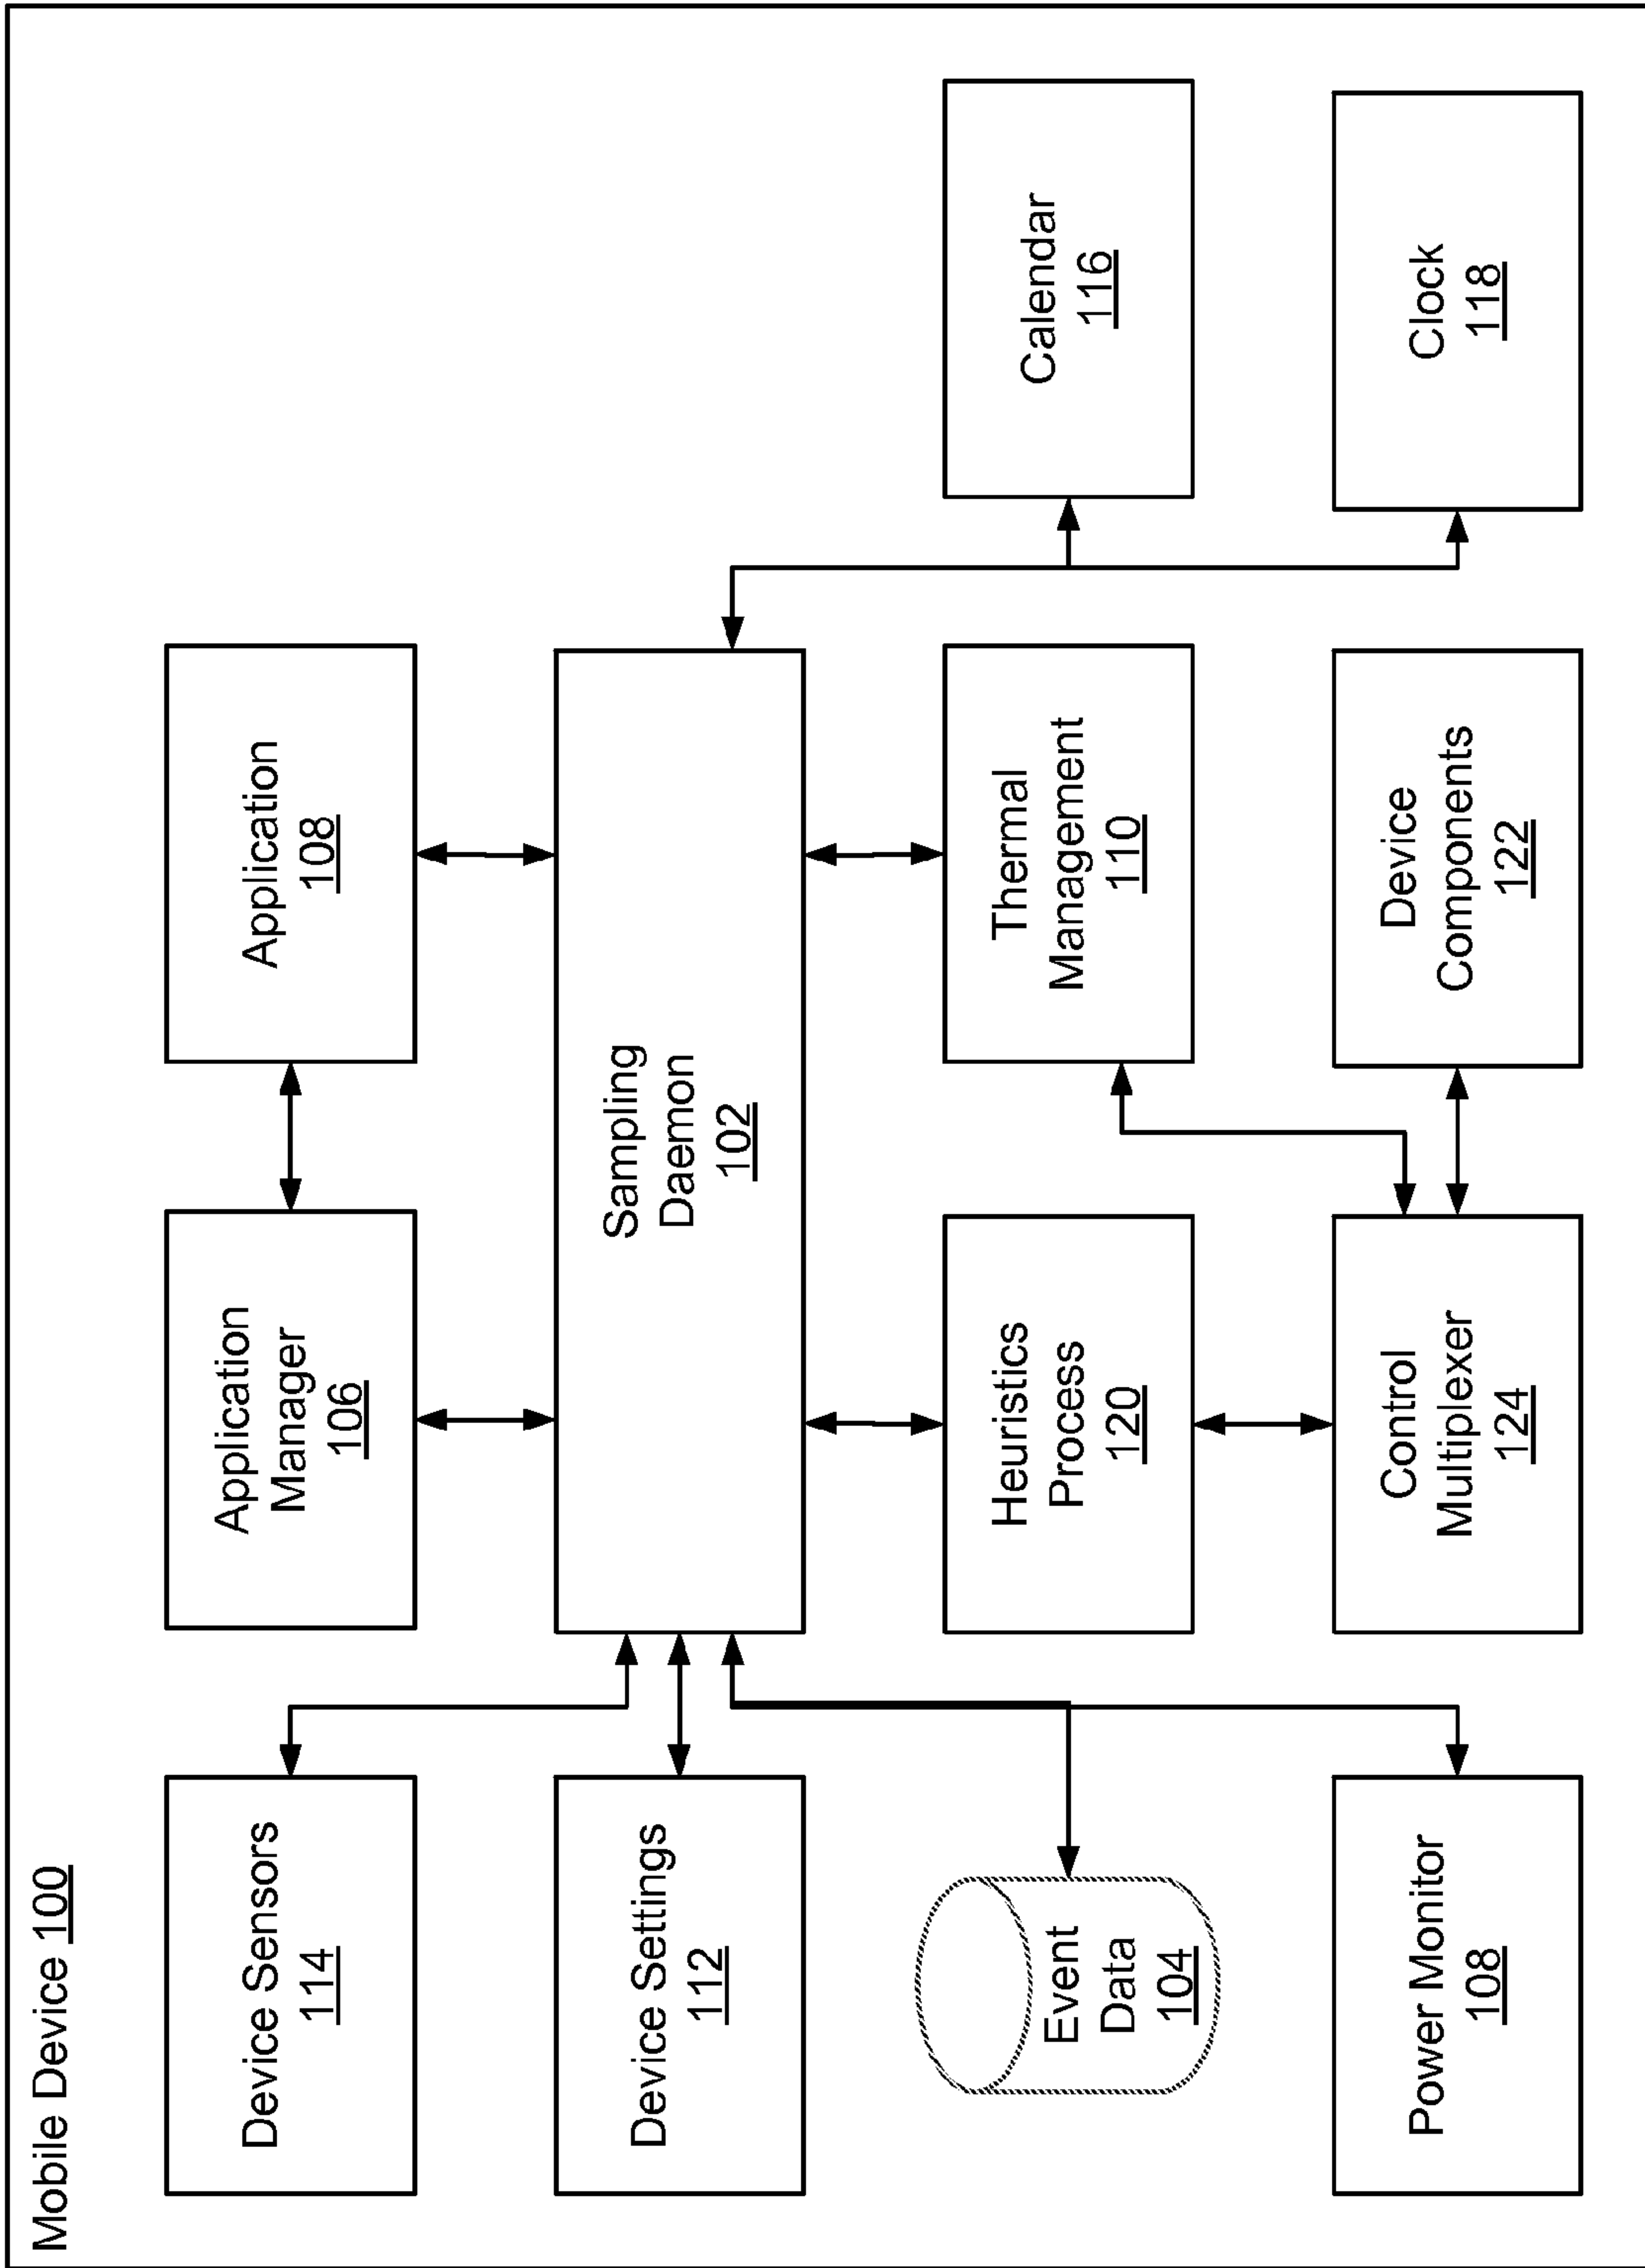 Mobile Device 100
Device Sensors
114
Application
Manager
106
Application
108
Device Settings
112
Sampling
Daemon
102
Event
Data
104
Heuristics
Process
120
Thermal
Management
110
Calendar
116
Power Monitor
108
Control
Multiplexer
124
Device
Components
122
Clock
118